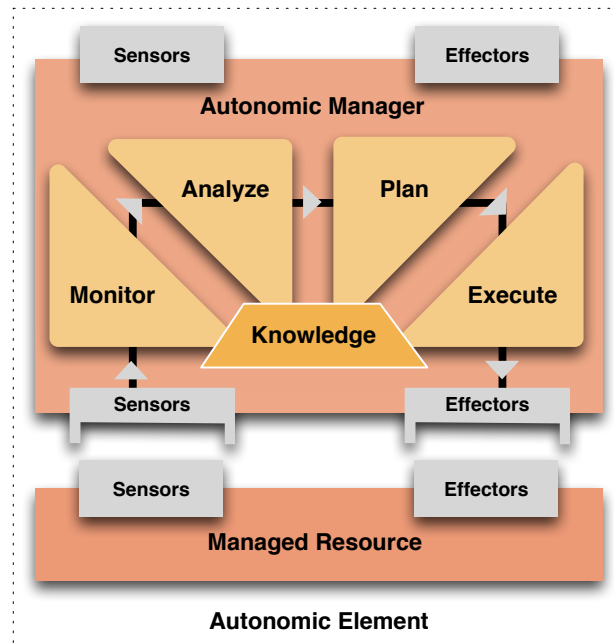 Sensors
Effectors
Autonomic Manager
Analyze
Plan
Monitor
Execute
Knowledge
Sensors
Effectors
Sensors
Effectors
Managed Resource
Autonomic Element